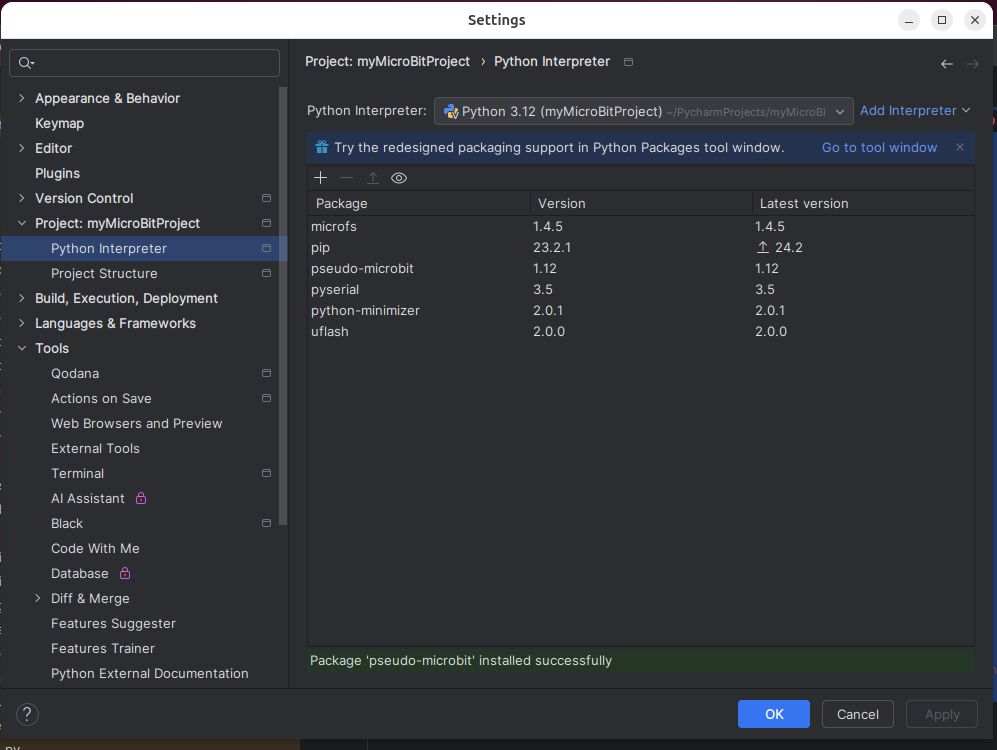 Settings
Project: myMicroBitProject › Python Interpreter
Appearance & Behavior
Keymap
Editor
Plugins
Version Control
Project: myMicroBitProject
Python Interpreter
Project Structure
Build, Execution, Deployment
Languages & Frameworks
Tools
Qodana
Actions on Save
Web Browsers and Preview
External Tools
Terminal
AI Assistant
Black
Code With Me
Database
Diff & Merge
Features Suggester
Features Trainer
Python External Documentation
Python Interpreter: Python 3.12 (myMicroBitProject) ~/PycharmProjects/myMicroBi Add Interpreter
Try the redesigned packaging support in Python Packages tool window. Go to tool window
Package Version Latest version
microfs 1.4.5 1.4.5
pip 23.2.1 24.2
pseudo-microbit 1.12 1.12
pyserial 3.5 3.5
python-minimizer 2.0.1 2.0.1
uflash 2.0.0 2.0.0
Package 'pseudo-microbit' installed successfully
? OK Cancel Apply